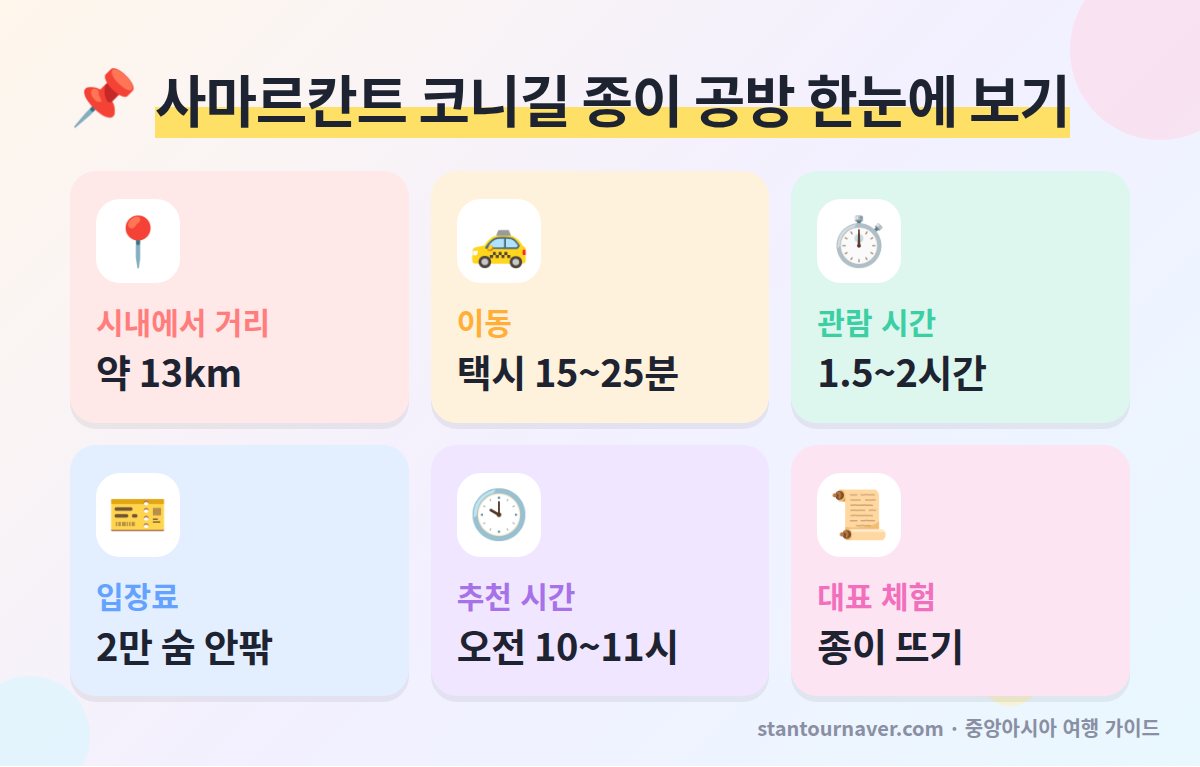 사마르칸트 코니길 종이 공방 한눈에 보기
시내에서 거리
약 13km
이동
택시 15~25분
관람 시간
1.5~2시간
입장료
2만 숨 안팎
추천 시간
오전 10~11시
대표 체험
종이 뜨기
stantournaver.com · 중앙아시아 여행 가이드